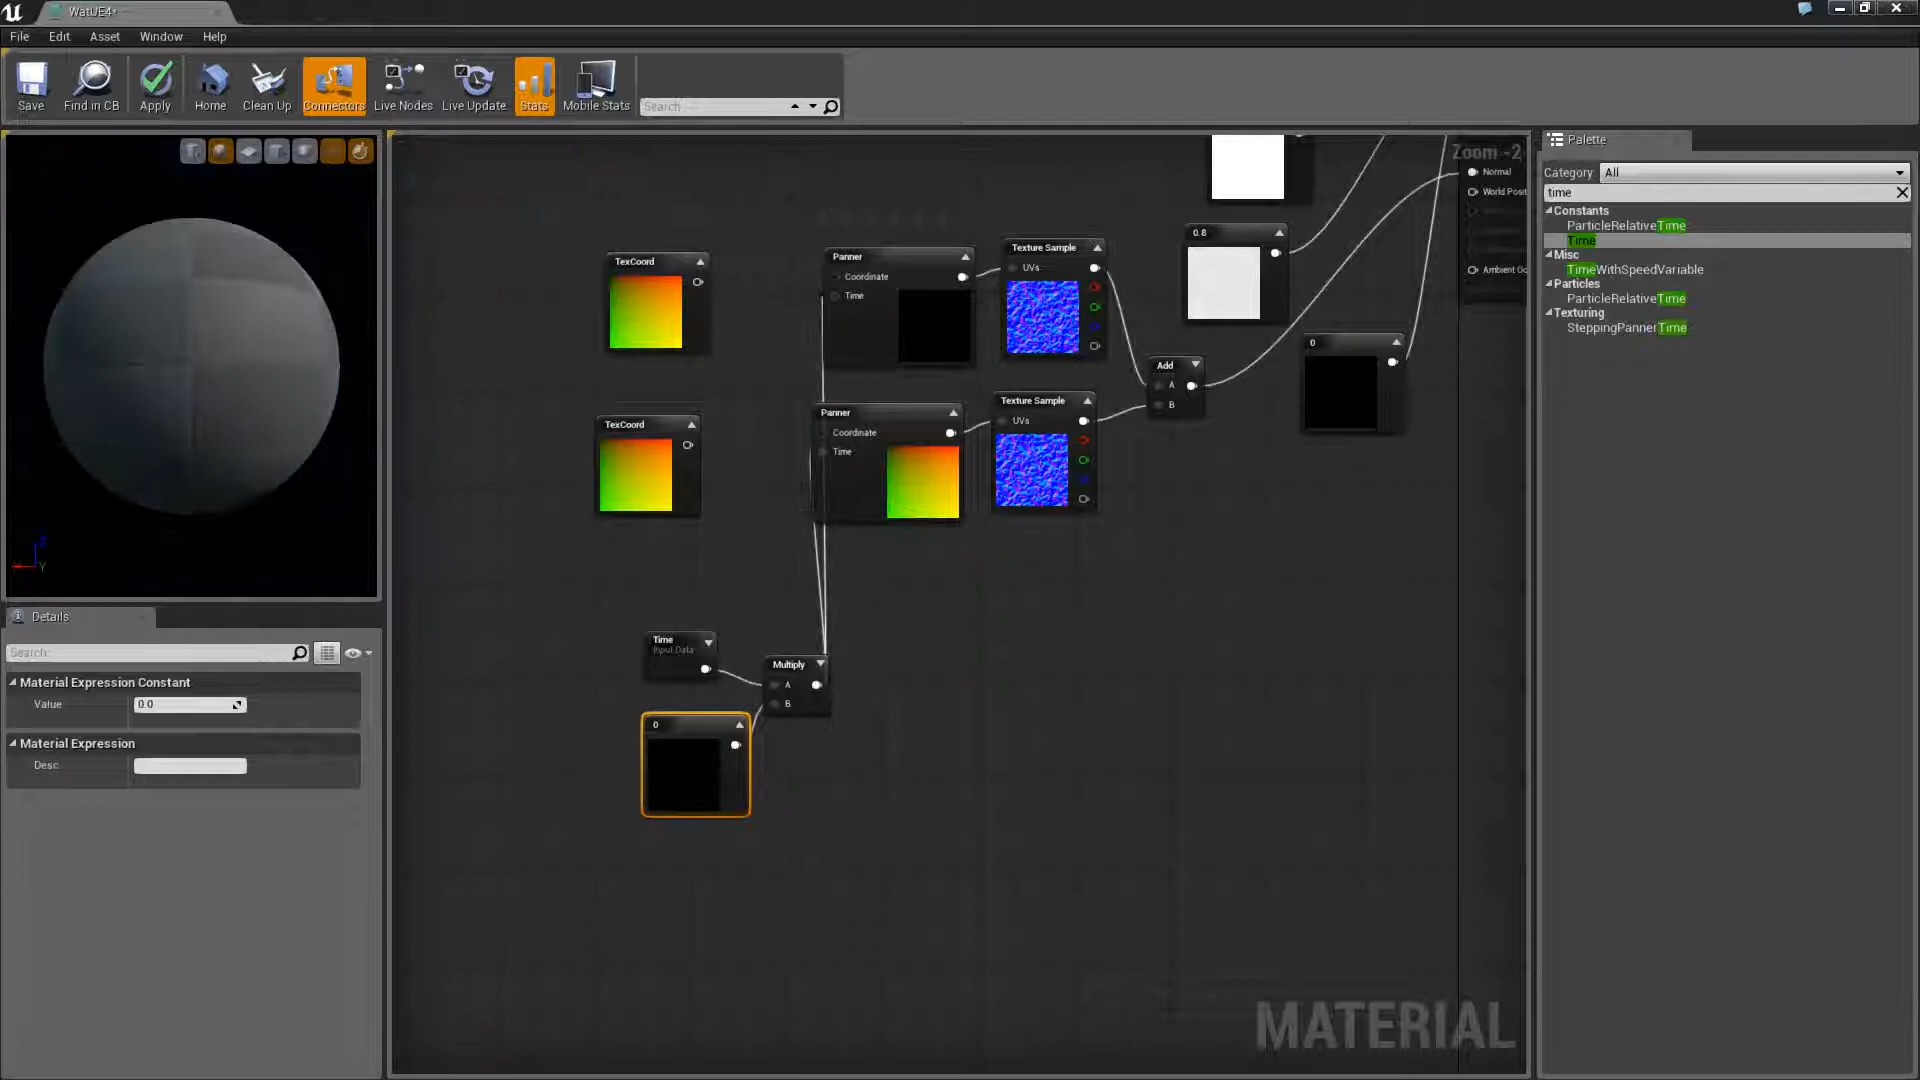 WatUE4*
File Edit Asset Window Help
Save Find in CB Apply Home Clean Up Connectors Live Nodes Live Update Stats Mobile Stats Search
Zoom -2
Palette
Category: All
time
Constants
ParticleRelativeTime
Time
Misc
TimeWithSpeedVariable
Particles
ParticleRelativeTime
Texturing
SteppingPannerTime
Normal
World Posit
Ambient Oc
0.8
0
TexCoord
Panner
Coordinate
Time
Texture Sample
UVs
Add
A
B
TexCoord
Panner
Coordinate
Time
Texture Sample
UVs
Time
Input Data
Multiply
A
B
0
Z
Y
Details
Search
Material Expression Constant
Value 0.0
Material Expression
Desc
MATERIAL